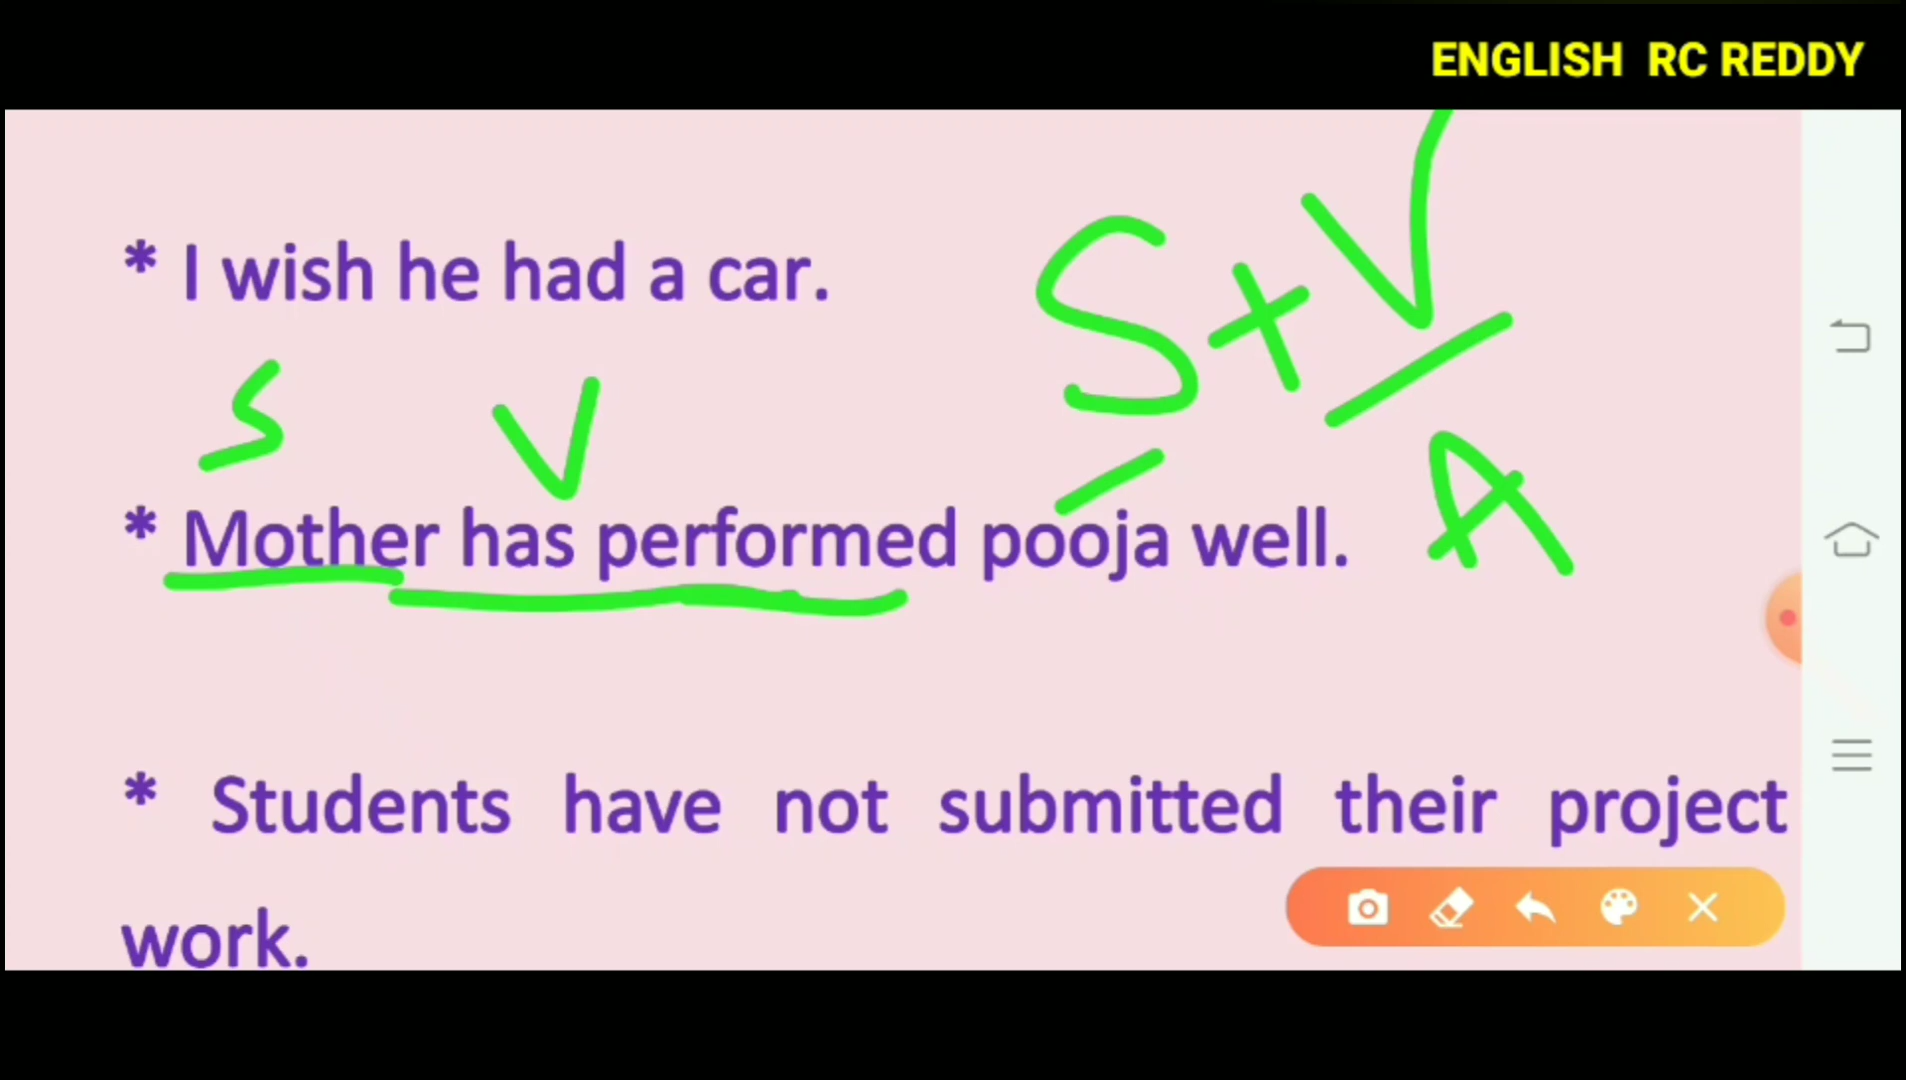 ENGLISH RC REDDY
* I wish he had a car.
S + V
S V
A
* Mother has performed pooja well.
* Students have not submitted their project
work.